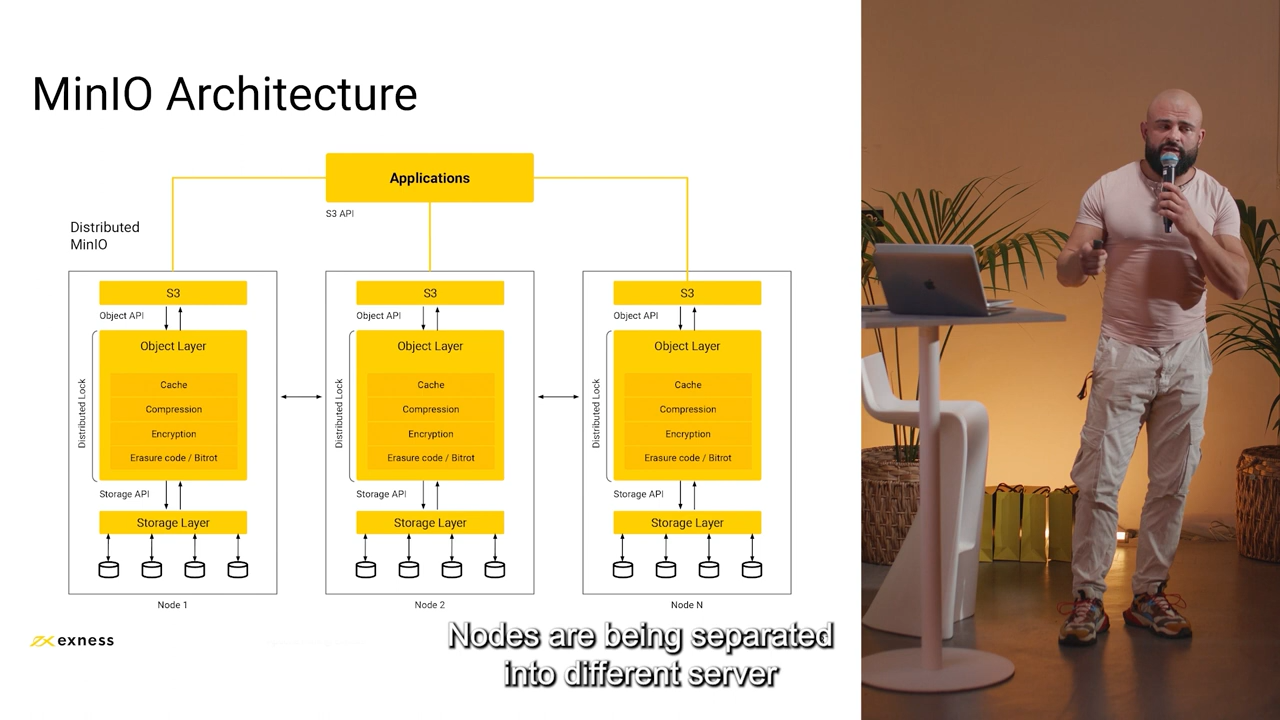 MinIO Architecture
Applications
S3 API
Distributed
MinIO
S3
Object API
Object Layer
Cache
Compression
Encryption
Erasure code / Bitrot
Distributed Lock
Storage API
Storage Layer
Node 1
S3
Object API
Object Layer
Cache
Compression
Encryption
Erasure code / Bitrot
Distributed Lock
Storage API
Storage Layer
Node 2
S3
Object API
Object Layer
Cache
Compression
Encryption
Erasure code / Bitrot
Distributed Lock
Storage API
Storage Layer
Node N
exness
Nodes are being separated
into different server